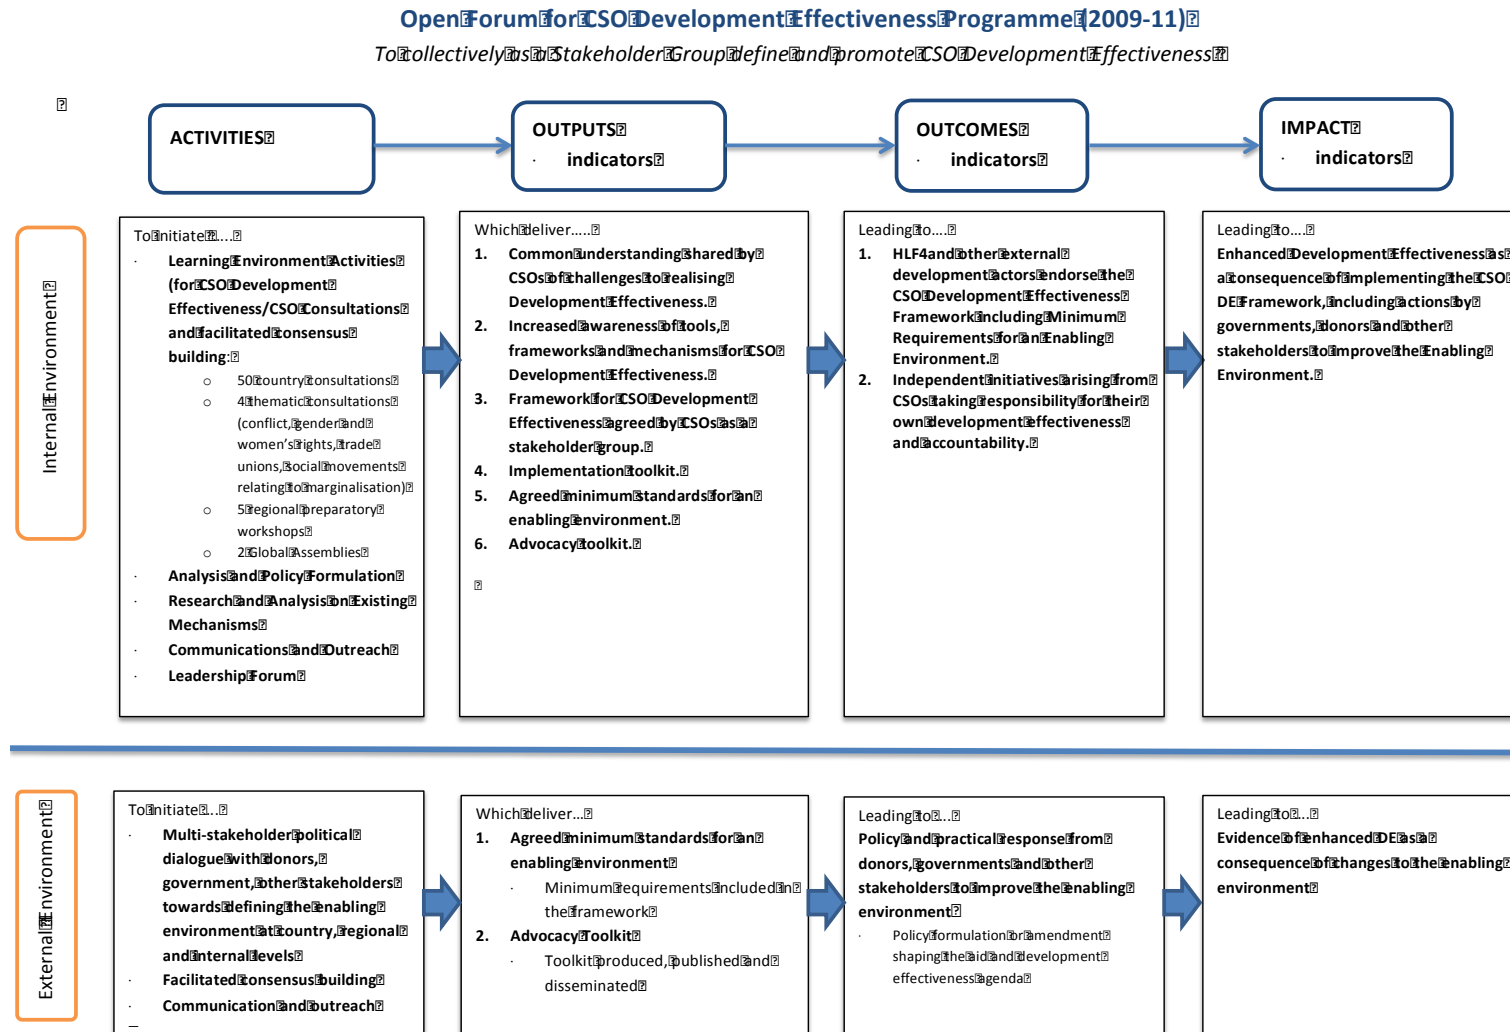 Open Forum for CSO Development Effectiveness Programme (2009-11)
To collectively as a Stakeholder Group define and promote CSO Development Effectiveness
ACTIVITIES
OUTPUTS
· indicators
OUTCOMES
· indicators
IMPACT
· indicators
Internal Environment
To initiate …..
· Learning Environment Activities
(for CSO Development
Effectiveness/CSO Consultations
and facilitated consensus
building:
o 50 country consultations
o 4 thematic consultations
(conflict, gender and
women's rights, trade
unions, social movements
relating to marginalisation)
o 5 regional preparatory
workshops
o 2 Global Assemblies
· Analysis and Policy Formulation
· Research and Analysis on Existing
Mechanisms
· Communications and Outreach
· Leadership Forum
Which deliver.....
1. Common understanding shared by
CSOs of challenges to realising
Development Effectiveness.
2. Increased awareness of tools,
frameworks and mechanisms for CSO
Development Effectiveness.
3. Framework for CSO Development
Effectiveness agreed by CSOs as a
stakeholder group.
4. Implementation toolkit.
5. Agreed minimum standards for an
enabling environment.
6. Advocacy toolkit.
Leading to....
1. HLF4and other external
development actors endorse the
CSO Development Effectiveness
Framework including Minimum
Requirements for an Enabling
Environment.
2. Independent initiatives arising from
CSOs taking responsibility for their
own development effectiveness
and accountability.
Leading to....
Enhanced Development Effectiveness as
a consequence of implementing the CSO
DE Framework, including actions by
governments, donors and other
stakeholders to improve the Enabling
Environment.
External Environment
To initiate ...
· Multi-stakeholder political
dialogue with donors,
government, other stakeholders
towards defining the enabling
environment at country, regional
and internal levels
· Facilitated consensus building
· Communication and outreach
Which deliver...
1. Agreed minimum standards for an
enabling environment
· Minimum requirements included in
the framework
2. Advocacy Toolkit
· Toolkit produced, published and
disseminated
Leading to ...
Policy and practical response from
donors, governments and other
stakeholders to improve the enabling
environment
· Policy formulation or amendment
shaping the aid and development
effectiveness agenda
Leading to ...
Evidence of enhanced DE as a
consequence of changes to the enabling
environment